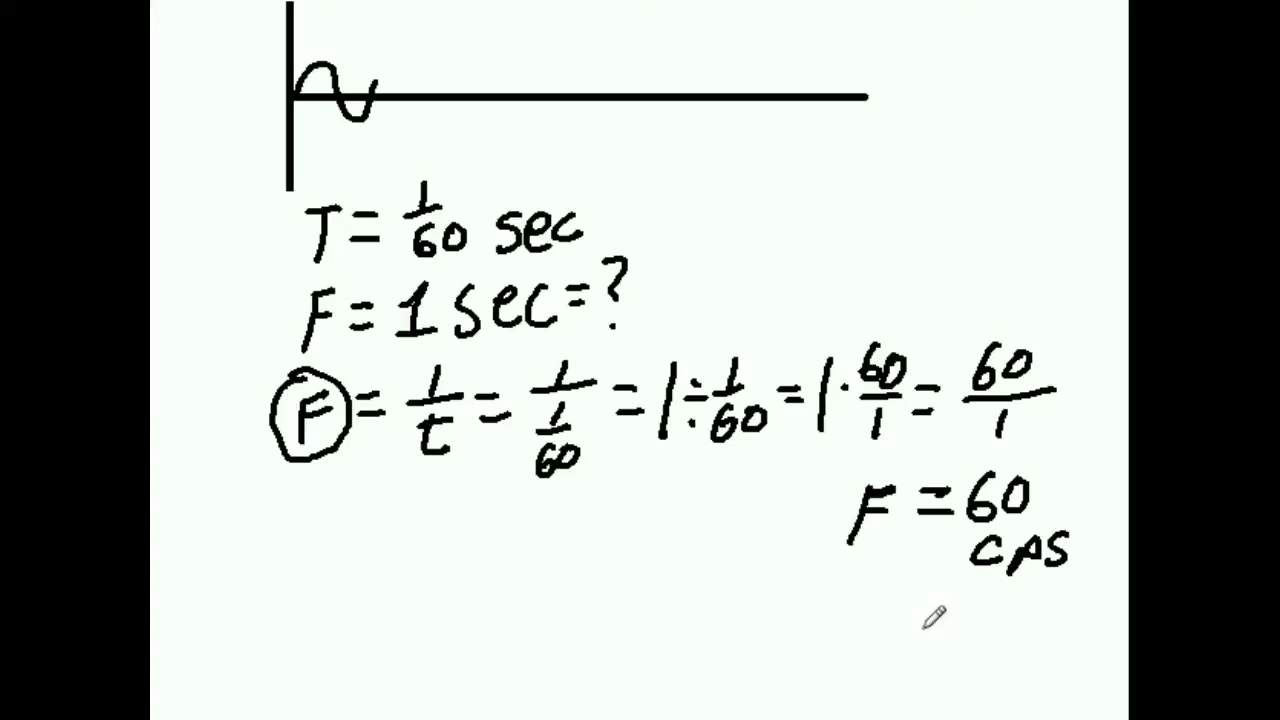 T = 1/60 sec
F = 1 sec = ?
F = 1/t = 1/(1/60) = 1 ÷ 1/60 = 1 · 60/1 = 60/1
F = 60
CPS